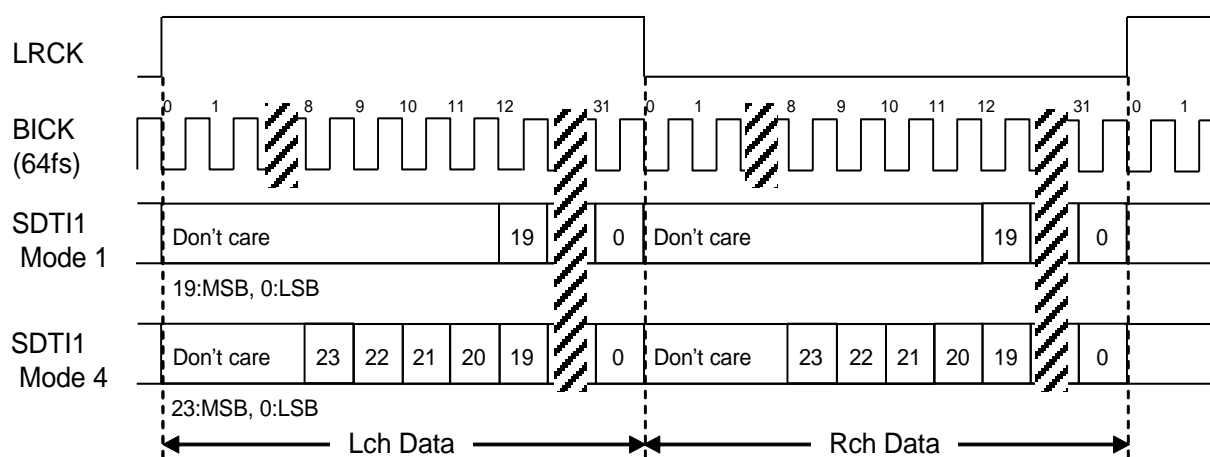 LRCK
0 1 8 9 10 11 12 31 0 1 8 9 10 11 12 31 0 1
BICK
(64fs)
SDTI1
Mode 1
Don't care 19 0 Don't care 19 0
19:MSB, 0:LSB
SDTI1
Mode 4
Don't care 23 22 21 20 19 0 Don't care 23 22 21 20 19 0
23:MSB, 0:LSB
Lch Data Rch Data